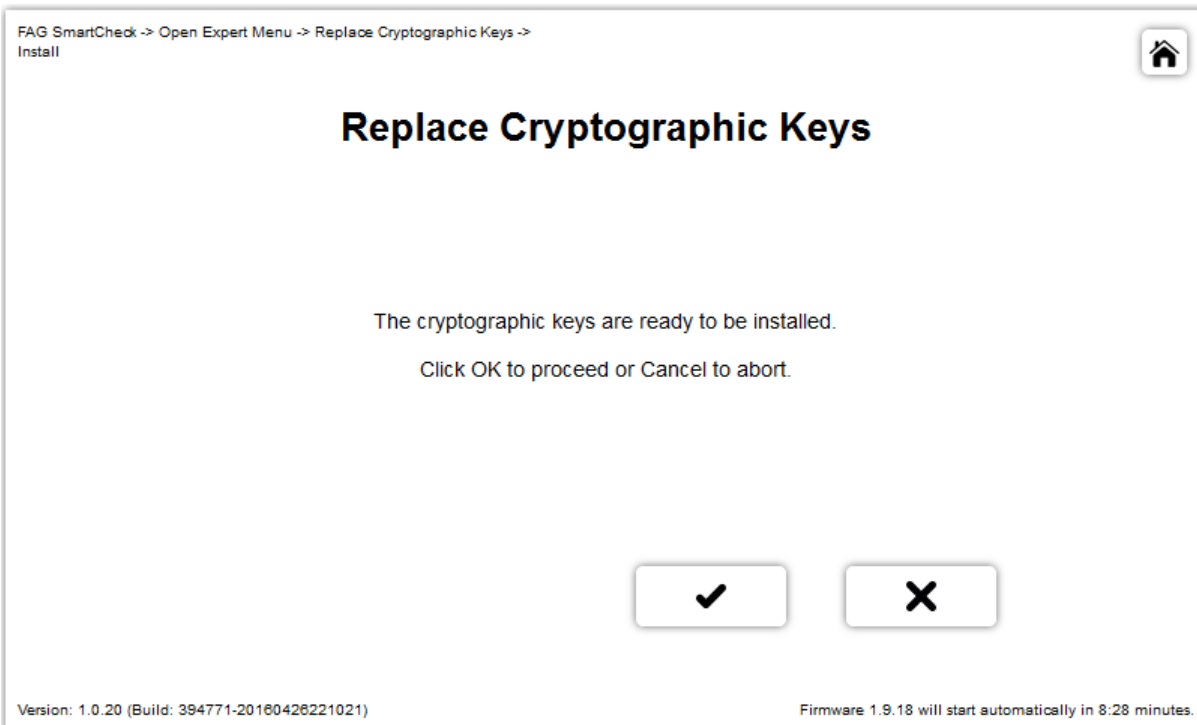 FAG SmartCheck -> Open Expert Menu -> Replace Cryptographic Keys ->
Install
Replace Cryptographic Keys
The cryptographic keys are ready to be installed.
Click OK to proceed or Cancel to abort.
Version: 1.0.20 (Build: 394771-20160426221021)
Firmware 1.9.18 will start automatically in 8:28 minutes.